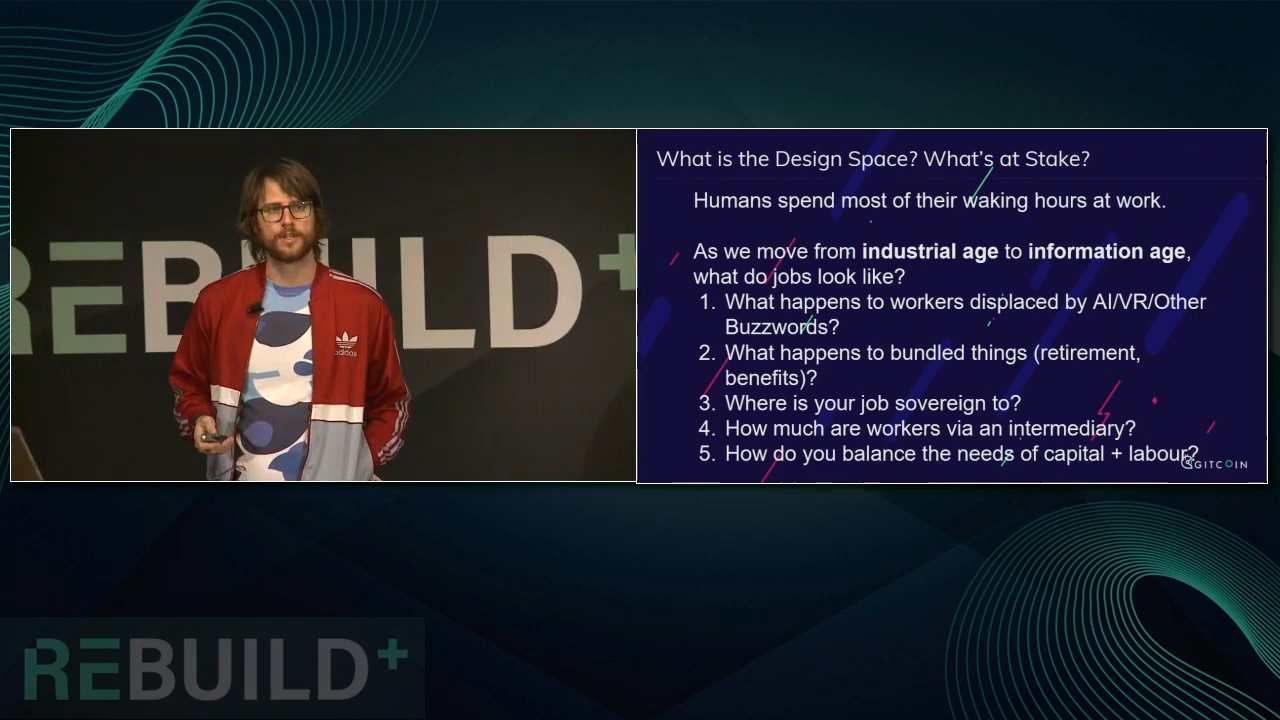 REBUILD+
adidas
What is the Design Space? What's at Stake?
Humans spend most of their waking hours at work.
As we move from industrial age to information age,
what do jobs look like?
1. What happens to workers displaced by AI/VR/Other
Buzzwords?
2. What happens to bundled things (retirement,
benefits)?
3. Where is your job sovereign to?
4. How much are workers via an intermediary?
5. How do you balance the needs of capital + labour?
GITCOIN
REBUILD+